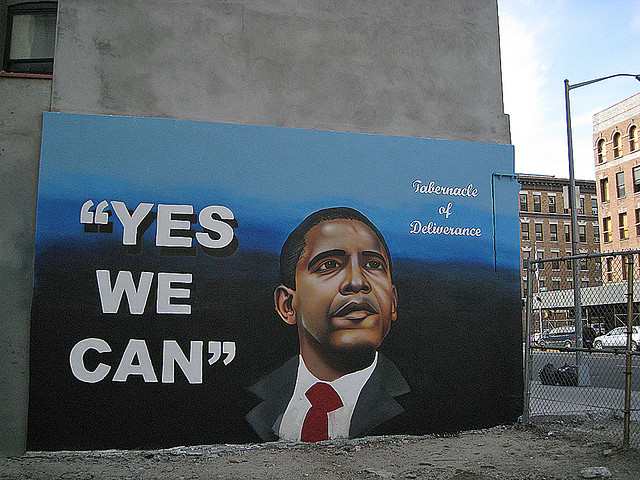 “YES
WE
CAN”
Tabernacle
of
Deliverance